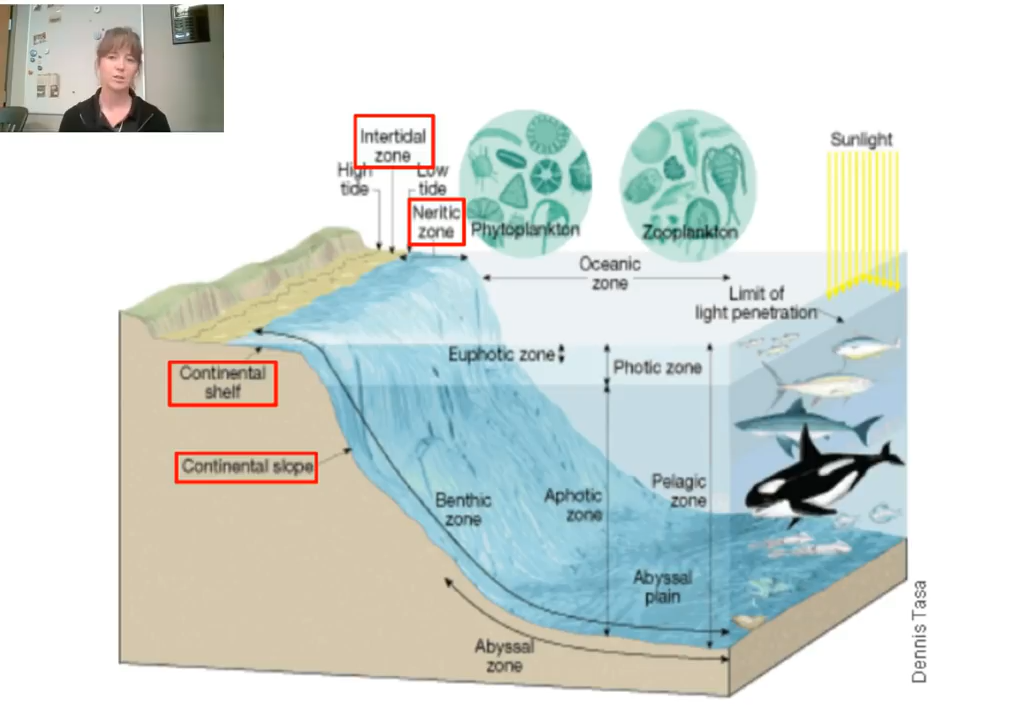 Intertidal
zone
High
tide
Low
tide
Neritic
zone
Phytoplankton
Zooplankton
Sunlight
Oceanic
zone
Limit of
light penetration
Euphotic zone
Photic zone
Continental
shelf
Continental slope
Benthic
zone
Aphotic
zone
Pelagic
zone
Abyssal
plain
Abyssal
zone
Dennis Tasa